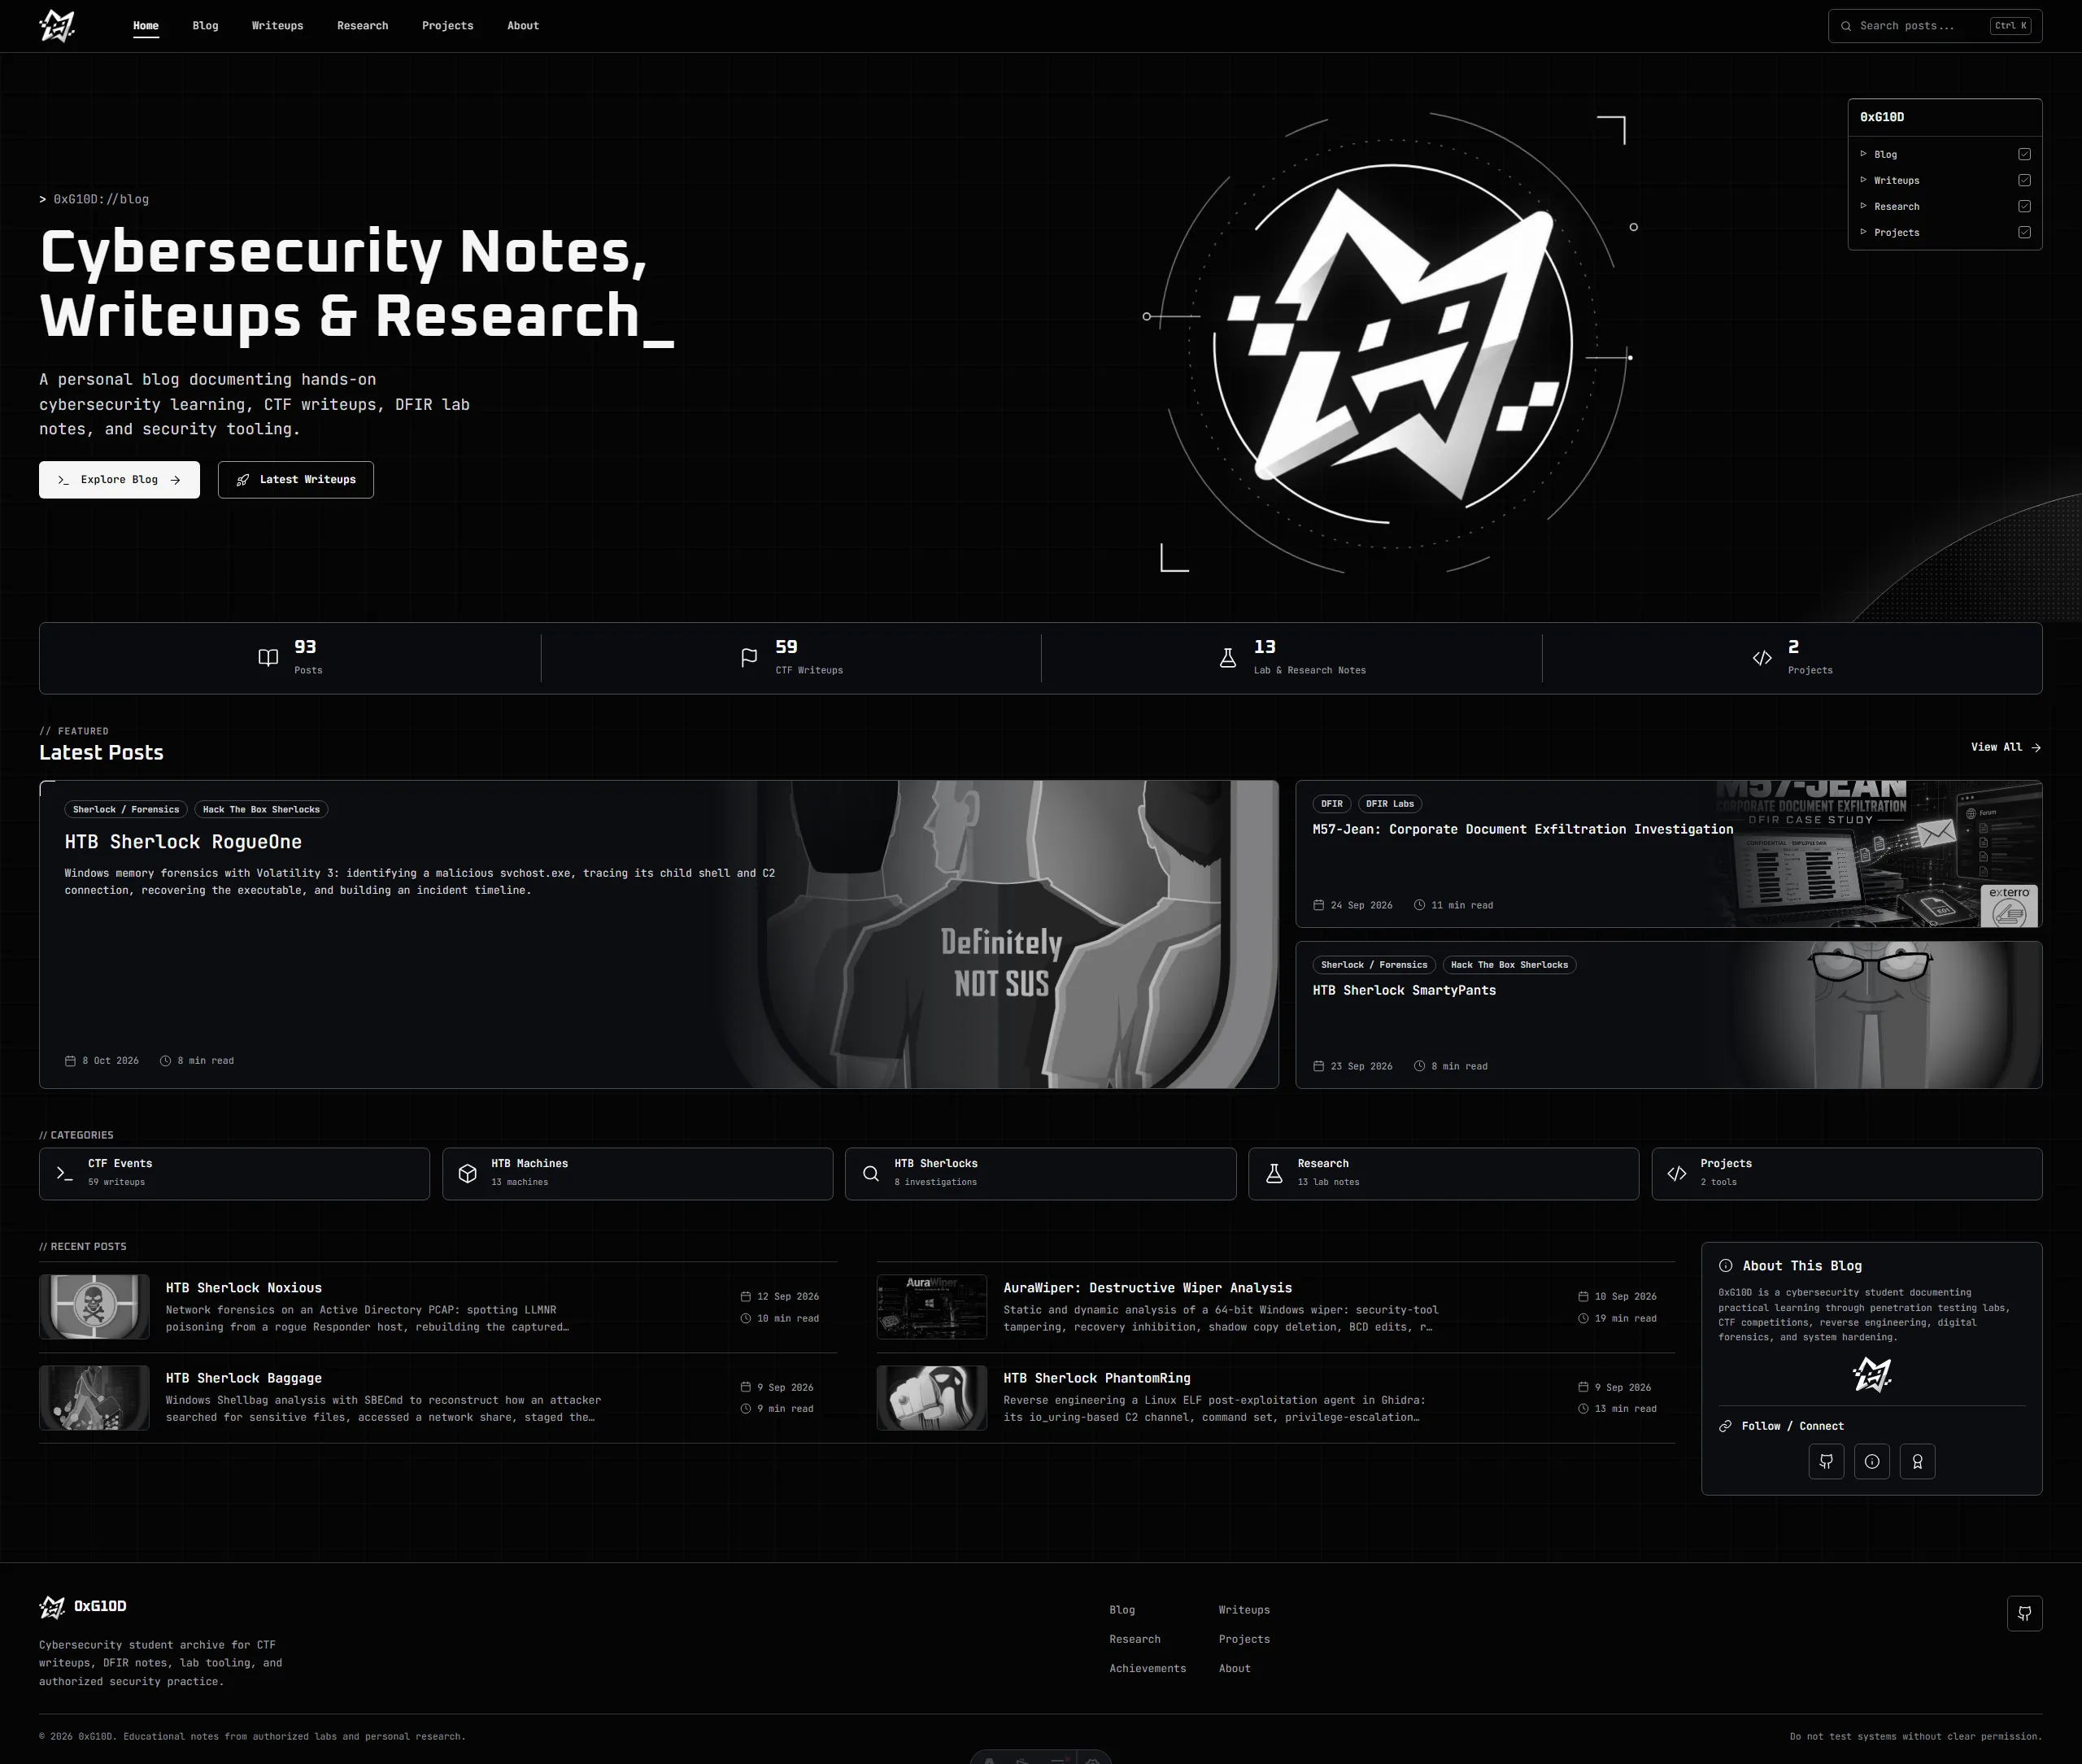 Home
Blog
Writeups
Research
Projects
About
Search posts...
Ctrl K
0xG10D
Blog
Writeups
Research
Projects
> 0xG10D://blog
Cybersecurity Notes,
Writeups & Research_
A personal blog documenting hands-on
cybersecurity learning, CTF writeups, DFIR lab
notes, and security tooling.
Explore Blog
Latest Writeups
93
Posts
59
CTF Writeups
13
Lab & Research Notes
2
Projects
// FEATURED
Latest Posts
View All
Sherlock / Forensics
Hack The Box Sherlocks
HTB Sherlock RogueOne
Windows memory forensics with Volatility 3: identifying a malicious svchost.exe, tracing its child shell and C2
connection, recovering the executable, and building an incident timeline.
Definitely
NOT SUS
8 Oct 2026
8 min read
DFIR
DFIR Labs
M57-Jean: Corporate Document Exfiltration Investigation
24 Sep 2026
11 min read
M57-JEAN
CORPORATE DOCUMENT EXFILTRATION
DFIR CASE STUDY
Forum
exterro
E01
Sherlock / Forensics
Hack The Box Sherlocks
HTB Sherlock SmartyPants
23 Sep 2026
8 min read
// CATEGORIES
CTF Events
59 writeups
HTB Machines
13 machines
HTB Sherlocks
8 investigations
Research
13 lab notes
Projects
2 tools
// RECENT POSTS
HTB Sherlock Noxious
Network forensics on an Active Directory PCAP: spotting LLMNR
poisoning from a rogue Responder host, rebuilding the captured…
12 Sep 2026
10 min read
AuraWiper
AuraWiper: Destructive Wiper Analysis
Static and dynamic analysis of a 64-bit Windows wiper: security-tool
tampering, recovery inhibition, shadow copy deletion, BCD edits, r…
10 Sep 2026
19 min read
HTB Sherlock Baggage
Windows Shellbag analysis with SBECmd to reconstruct how an attacker
searched for sensitive files, accessed a network share, staged the…
9 Sep 2026
9 min read
HTB Sherlock PhantomRing
Reverse engineering a Linux ELF post-exploitation agent in Ghidra:
its io_uring-based C2 channel, command set, privilege-escalation…
9 Sep 2026
13 min read
About This Blog
0xG10D is a cybersecurity student documenting
practical learning through penetration testing labs,
CTF competitions, reverse engineering, digital
forensics, and system hardening.
Follow / Connect
0xG10D
Cybersecurity student archive for CTF
writeups, DFIR notes, lab tooling, and
authorized security practice.
Blog
Writeups
Research
Projects
Achievements
About
© 2026 0xG10D. Educational notes from authorized labs and personal research.
Do not test systems without clear permission.